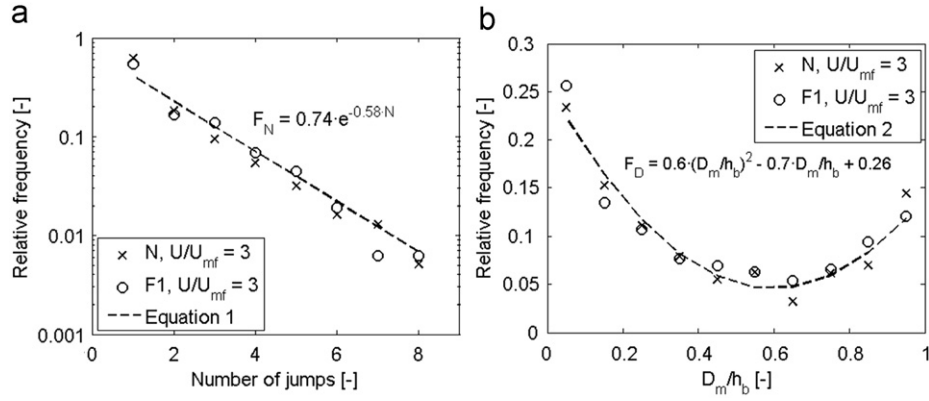 a
Relative frequency [-]
1
0.1
0.01
0.001
F_N = 0.74·e^-0.58·N
× N, U/U_mf = 3
○ F1, U/U_mf = 3
--- Equation 1
0 2 4 6 8
Number of jumps [-]
b
Relative frequency [-]
0.3
0.25
0.2
0.15
0.1
0.05
0
× N, U/U_mf = 3
○ F1, U/U_mf = 3
--- Equation 2
F_D = 0.6·(D_m/h_b)^2 - 0.7·D_m/h_b + 0.26
0 0.2 0.4 0.6 0.8 1
D_m/h_b [-]